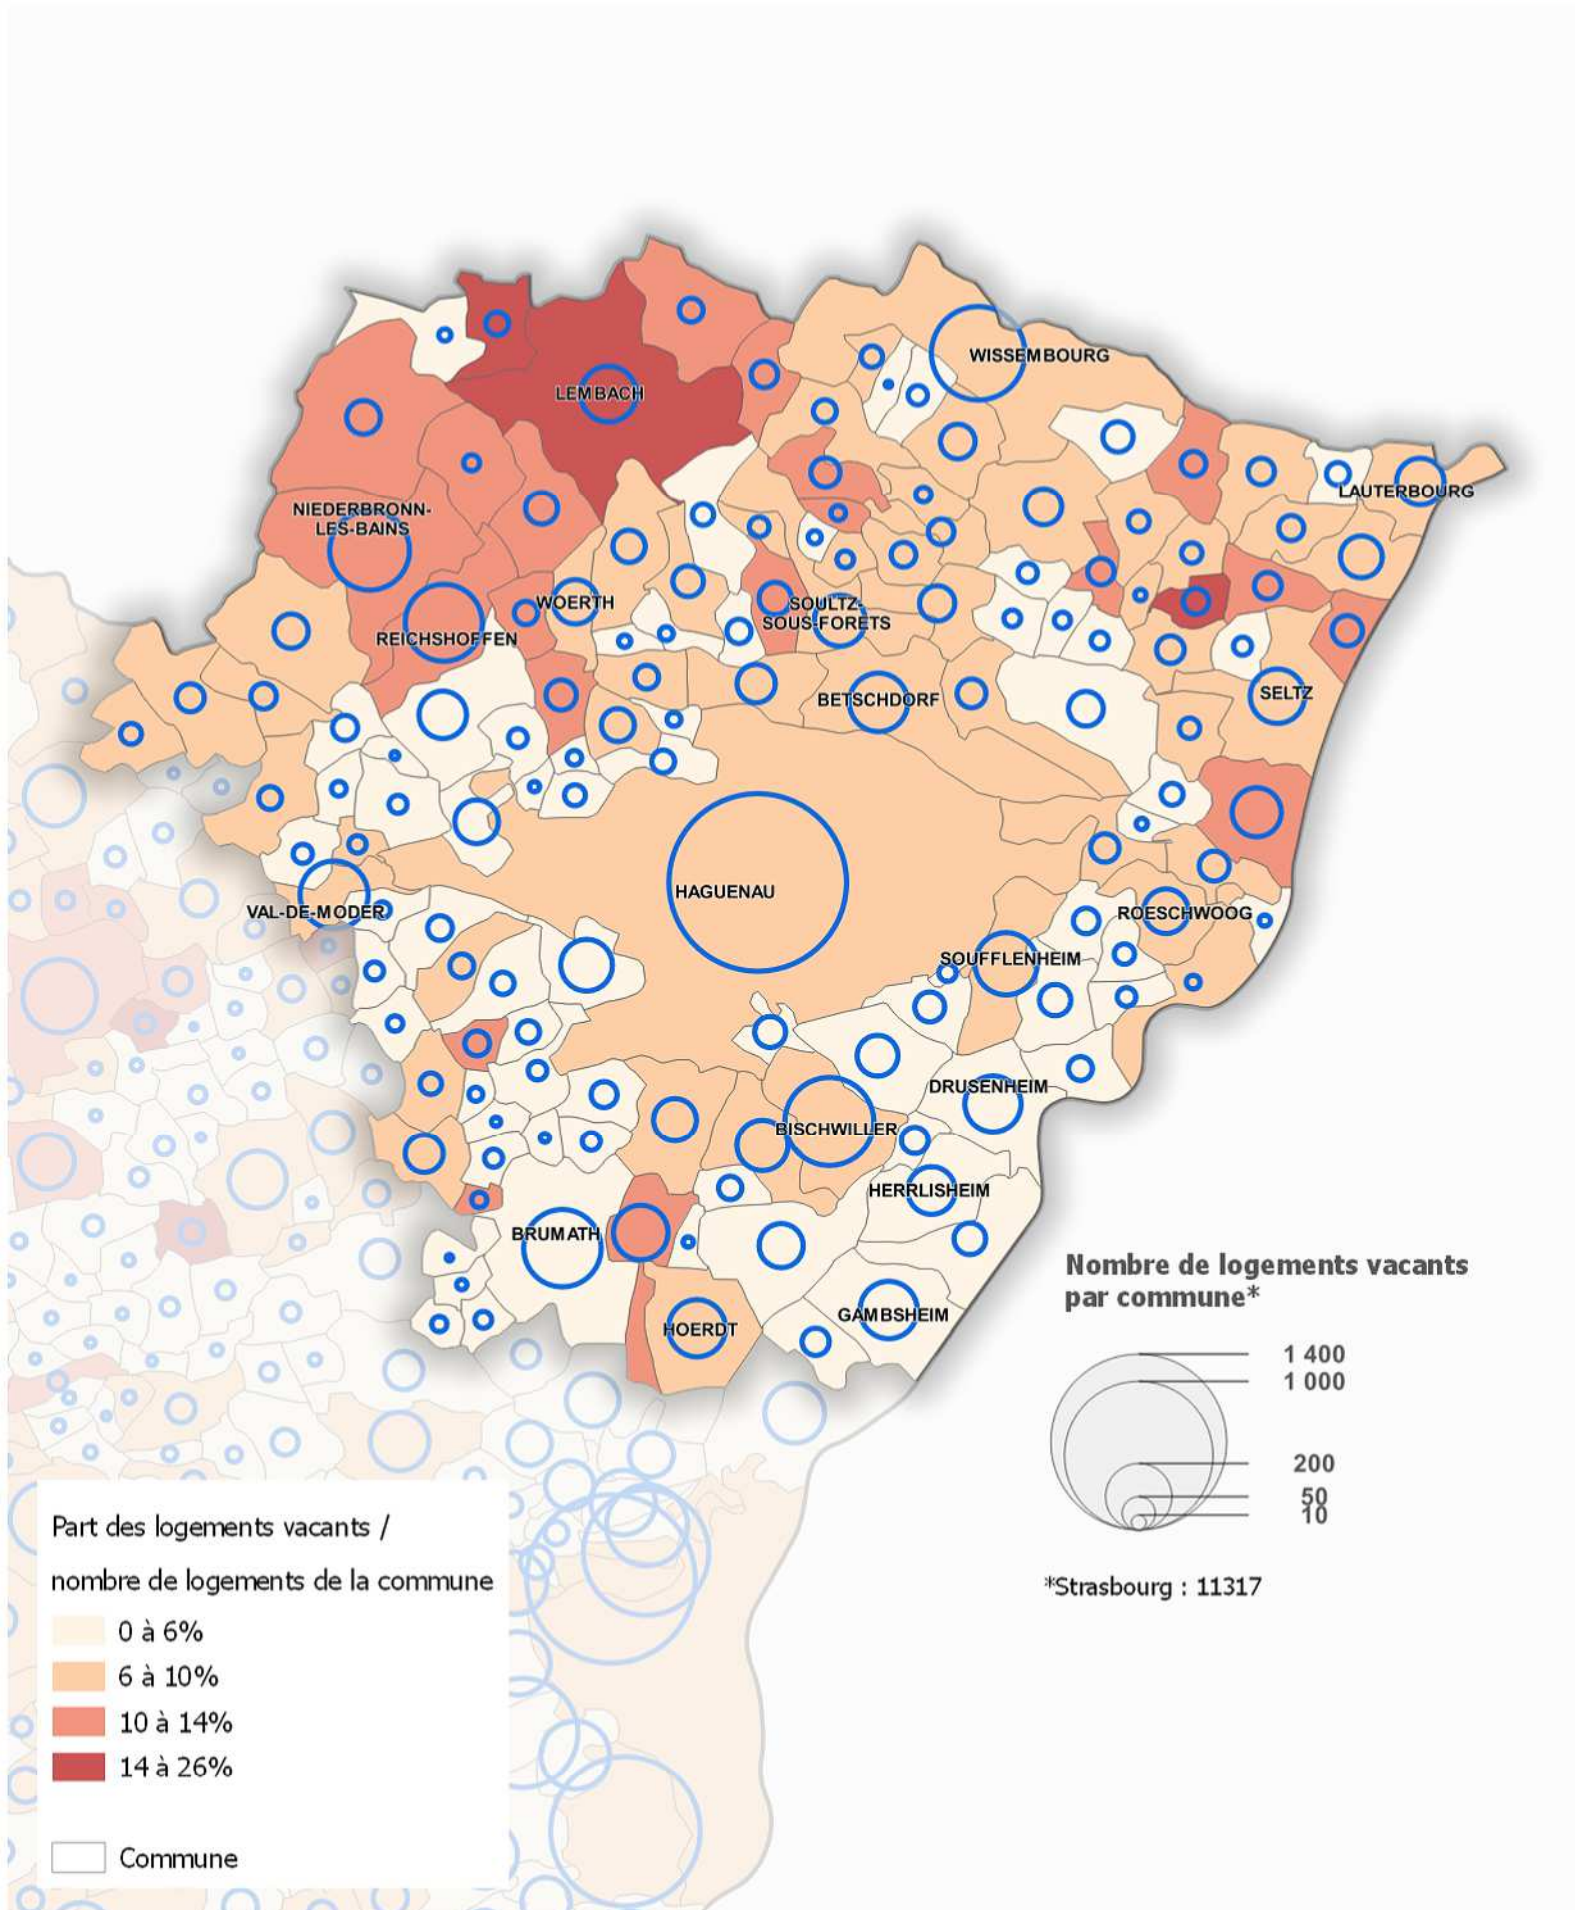 WISSEMBOURG
LEMBACH
LAUTERBOURG
NIEDERBRONN-
LES-BAINS
WOERTH
SOULTZ-
SOUS-FORETS
REICHSHOFFEN
SELTZ
BETSCHDORF
HAGUENAU
VAL-DE-MODER
ROESCHWOOG
SOUFFLENHEIM
DRUSENHEIM
BISCHWILLER
HERRLISHEIM
BRUMATH
GAMBSHEIM
HOERDT
Nombre de logements vacants
par commune*
1 400
1 000
200
50
10
*Strasbourg : 11317
Part des logements vacants /
nombre de logements de la commune
0 à 6%
6 à 10%
10 à 14%
14 à 26%
Commune